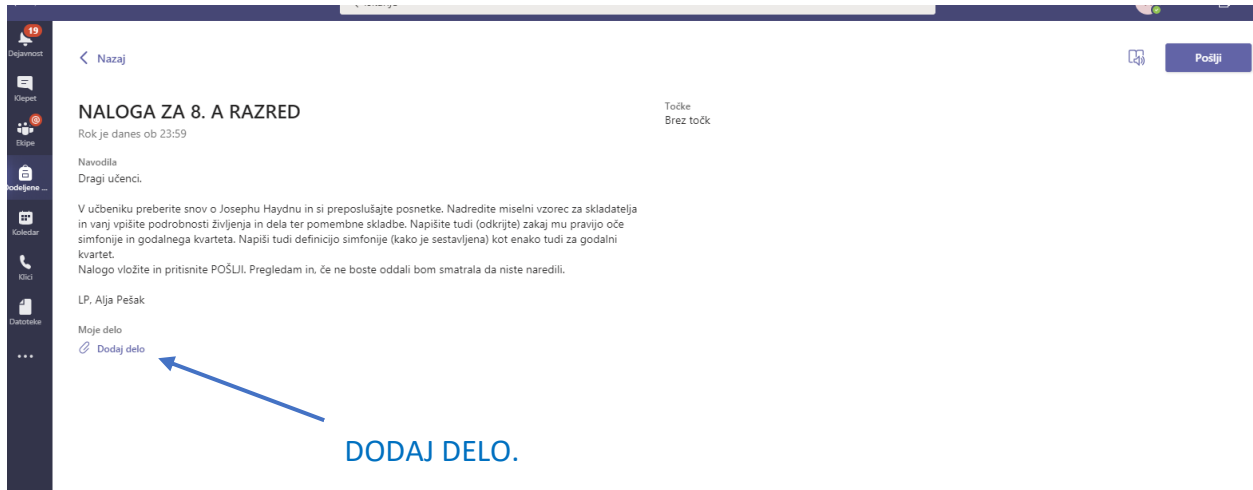 19
Dejavnost
Klepet
@
Ekipe
Dodeljene ...
Koledar
Klici
Datoteke
...
Nazaj
Pošlji
NALOGA ZA 8. A RAZRED
Rok je danes ob 23:59
Točke
Brez točk
Navodila
Dragi učenci.
V učbeniku preberite snov o Josephu Haydnu in si preposlušajte posnetke. Nadredite miselni vzorec za skladatelja
in vanj vpišite podrobnosti življenja in dela ter pomembne skladbe. Napišite tudi (odkrijte) zakaj mu pravijo oče
simfonije in godalnega kvarteta. Napiši tudi definicijo simfonije (kako je sestavljena) kot enako tudi za godalni
kvartet.
Nalogo vložite in pritisnite POŠLJI. Pregledam in, če ne boste oddali bom smatrala da niste naredili.
LP, Alja Pešak
Moje delo
Dodaj delo
DODAJ DELO.